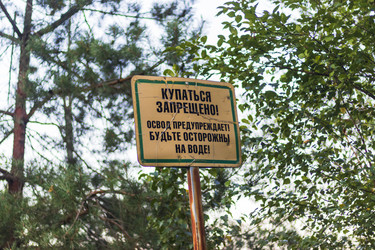 КУПАТЬСЯ
ЗАПРЕЩЕНО!
ОСВОД ПРЕДУПРЕЖДАЕТ!
БУДЬТЕ ОСТОРОЖНЫ
НА ВОДЕ!